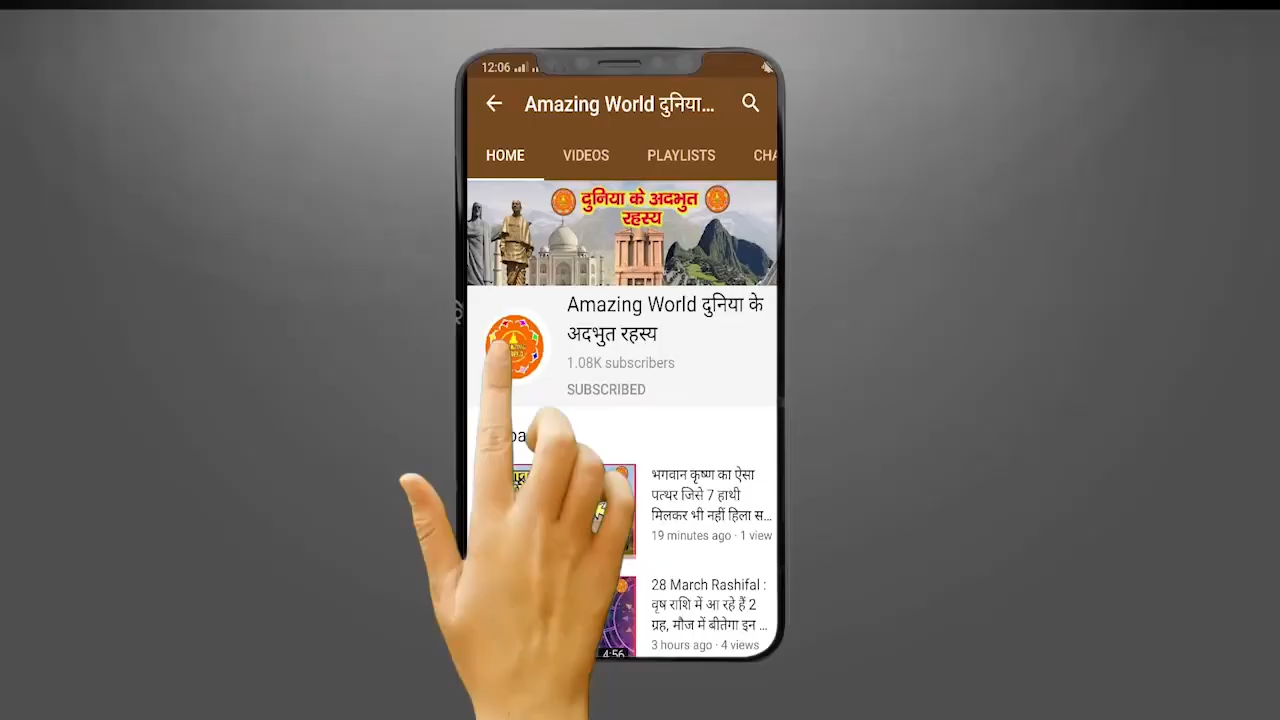 12:06
Amazing World दुनिया...
HOME VIDEOS PLAYLISTS CHA
दुनिया के अदभुत
रहस्य
Amazing World दुनिया के
अदभुत रहस्य
1.08K subscribers
SUBSCRIBED
भगवान कृष्ण का ऐसा
पत्थर जिसे 7 हाथी
मिलकर भी नहीं हिला स...
19 minutes ago · 1 view
28 March Rashifal :
वृष राशि में आ रहे हैं 2
ग्रह, मौज में बीतेगा इन ...
3 hours ago · 4 views
4:56